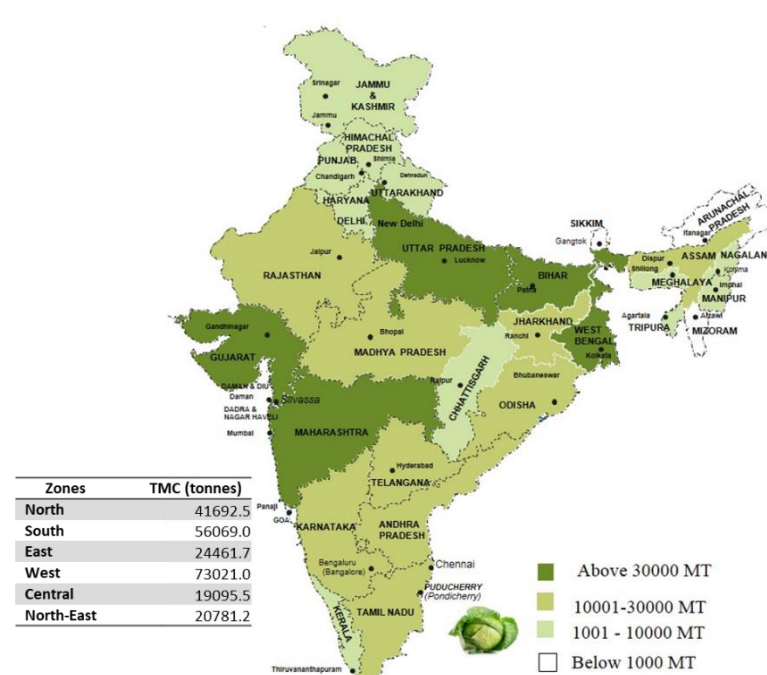 Srinagar
JAMMU
&
KASHMIR
Jammu
HIMACHAL
PRADESH
PUNJAB
Shimla
Chandigarh
Dehradun
UTTARAKHAND
HARYANA
DELHI
New Delhi
ARUNACHAL
PRADESH
SIKKIM
Itanagar
Gangtok
UTTAR PRADESH
Lucknow
Jaipur
RAJASTHAN
Dispur
ASSAM
NAGALAN
Shillong
Kohima
MEGHALAYA
Imphal
MANIPUR
BIHAR
Patna
Agartala
TRIPURA
MIZORAM
Gandhinagar
Bhopal
JHARKHAND
Ranchi
WEST
BENGAL
Kolkata
GUJARAT
MADHYA PRADESH
CHHATTISGARH
Raipur
Bhubaneswar
ODISHA
DAMAN & DIU
Daman
Silvassa
DADRA &
NAGAR HAVELI
Mumbai
MAHARASHTRA
Hyderabad
TELANGANA
Zones TMC (tonnes)
North 41692.5
South 56069.0
East 24461.7
West 73021.0
Central 19095.5
North-East 20781.2
Panaji
GOA
KARNATAKA
ANDHRA
PRADESH
Bengaluru
(Bangalore)
Chennai
PUDUCHERRY
(Pondicherry)
KERALA
TAMIL NADU
Thiruvananthapuram
Above 30000 MT
10001-30000 MT
1001 - 10000 MT
Below 1000 MT